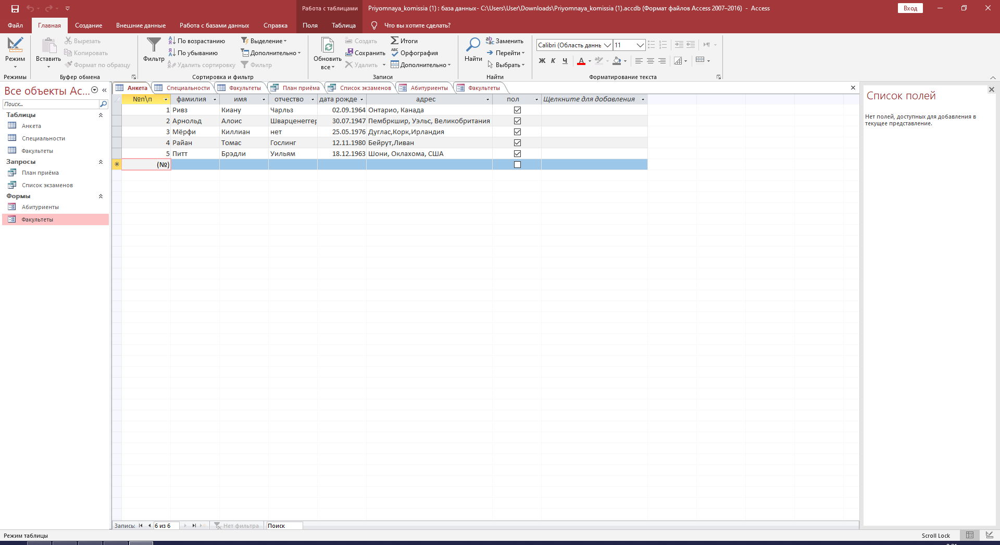 Работа с таблицами
Priyomnaya_komissia (1) : база данных- C:\Users\User\Downloads\Priyomnaya_komissia (1).accdb (Формат файлов Access 2007–2016) - Access
Вход
Файл Главная Создание Внешние данные Работа с базами данных Справка Поля Таблица Что вы хотите сделать?
Режим
Режимы
Вставить
Вырезать
Копировать
Формат по образцу
Буфер обмена
Фильтр
По возрастанию
По убыванию
Удалить сортировку
Выделение
Дополнительно
Фильтр
Сортировка и фильтр
Обновить
все
Создать
Сохранить
Удалить
Итоги
Орфография
Дополнительно
Записи
Найти
Заменить
Перейти
Выбрать
Найти
Calibri (Область даннь 11
Ж К Ч
Форматирование текста
Все объекты Ac...
Поиск...
Таблицы
Анкета
Специальности
Факультеты
Запросы
План приёма
Список экзаменов
Формы
Абитуриенты
Факультеты
Анкета Специальности Факультеты План приёма Список экзаменов Абитуриенты Факультеты
№п\п фамилия имя отчество дата рожде адрес пол Щелкните для добавления
1 Ривз Киану Чарльз 02.09.1964 Онтарио, Канада
2 Арнольд Алоис Шварценеггер 30.07.1947 Пембркшир, Уэльс, Великобритания
3 Мёрфи Киллиан нет 25.05.1976 Дуглас,Корк,Ирландия
4 Райан Томас Гослинг 12.11.1980 Бейрут,Ливан
5 Питт Брэдли Уильям 18.12.1963 Шони, Оклахома, США
(№)
Список полей
Нет полей, доступных для добавления в
текущее представление.
Запись: 6 из 6 Нет фильтра Поиск
Режим таблицы
Scroll Lock